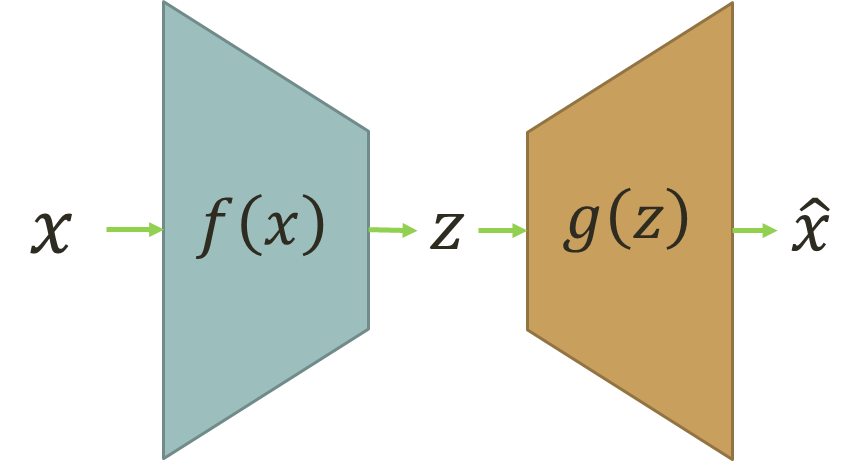 x f(x) z g(z) x̂